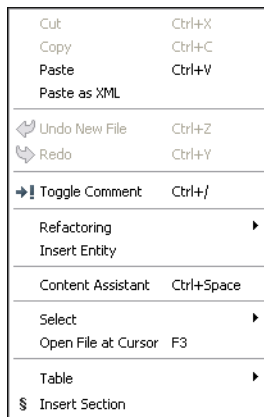 Cut Ctrl+X
Copy Ctrl+C
Paste Ctrl+V
Paste as XML
Undo New File Ctrl+Z
Redo Ctrl+Y
Toggle Comment Ctrl+/
Refactoring
Insert Entity
Content Assistant Ctrl+Space
Select
Open File at Cursor F3
Table
§ Insert Section